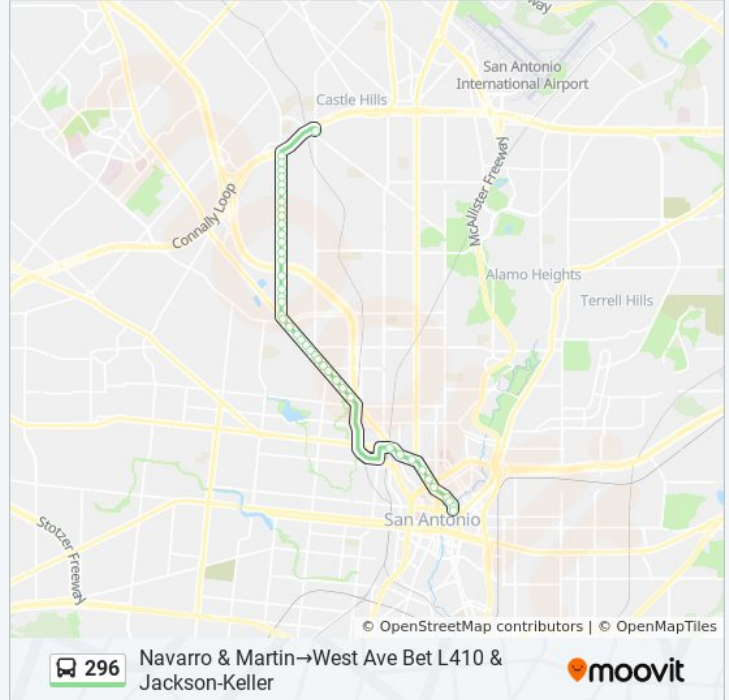 way
San Antonio
International Airport
Castle Hills
McAllister Freeway
Connally Loop
Alamo Heights
Terrell Hills
San Antonio
Stotzer Freeway
© OpenStreetMap contributors | © OpenMapTiles
296
Navarro & Martin→West Ave Bet L410 &
Jackson-Keller
moovit